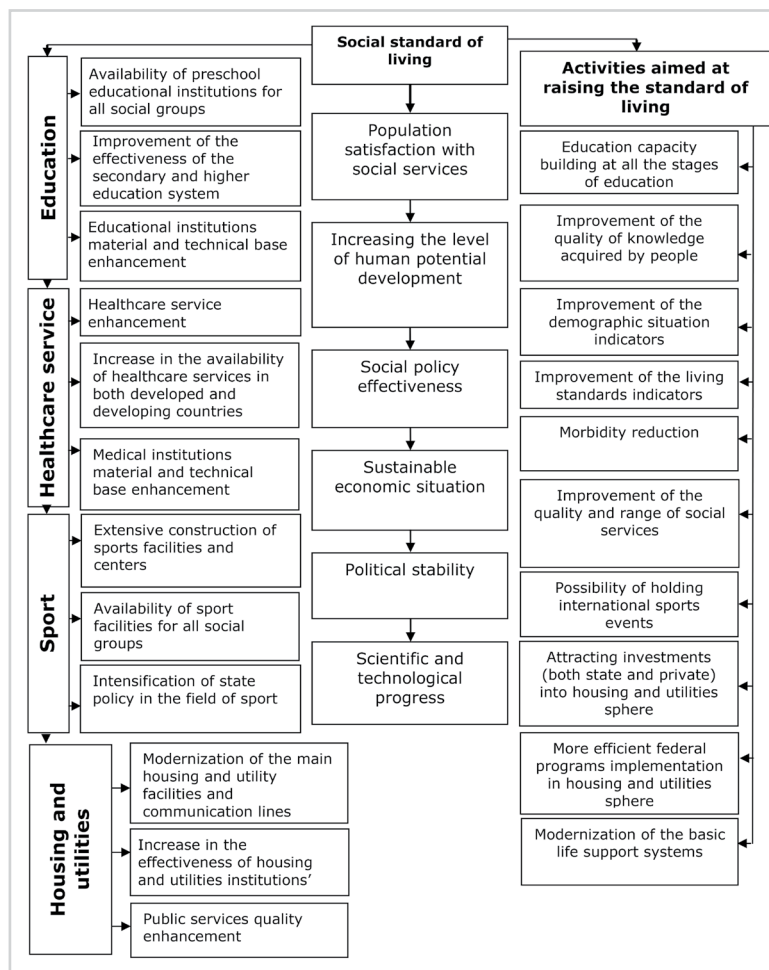 Social standard of
living
Education
Availability of preschool
educational institutions for
all social groups
Improvement of the
effectiveness of the
secondary and higher
education system
Educational institutions
material and technical base
enhancement
Healthcare service
Healthcare service
enhancement
Increase in the availability
of healthcare services in
both developed and
developing countries
Medical institutions
material and technical
base enhancement
Sport
Extensive construction of
sports facilities and
centers
Availability of sport
facilities for all social
groups
Intensification of state
policy in the field of sport
Housing and
utilities
Modernization of the main
housing and utility
facilities and
communication lines
Increase in the
effectiveness of housing
and utilities institutions’
Public services quality
enhancement
Population
satisfaction with
social services
Increasing the level
of human potential
development
Social policy
effectiveness
Sustainable
economic situation
Political stability
Scientific and
technological
progress
Activities aimed at
raising the standard of
living
Education capacity
building at all the stages
of education
Improvement of the
quality of knowledge
acquired by people
Improvement of the
demographic situation
indicators
Improvement of the living
standards indicators
Morbidity reduction
Improvement of the
quality and range of social
services
Possibility of holding
international sports
events
Attracting investments
(both state and private)
into housing and utilities
sphere
More efficient federal
programs implementation
in housing and utilities
sphere
Modernization of the basic
life support systems